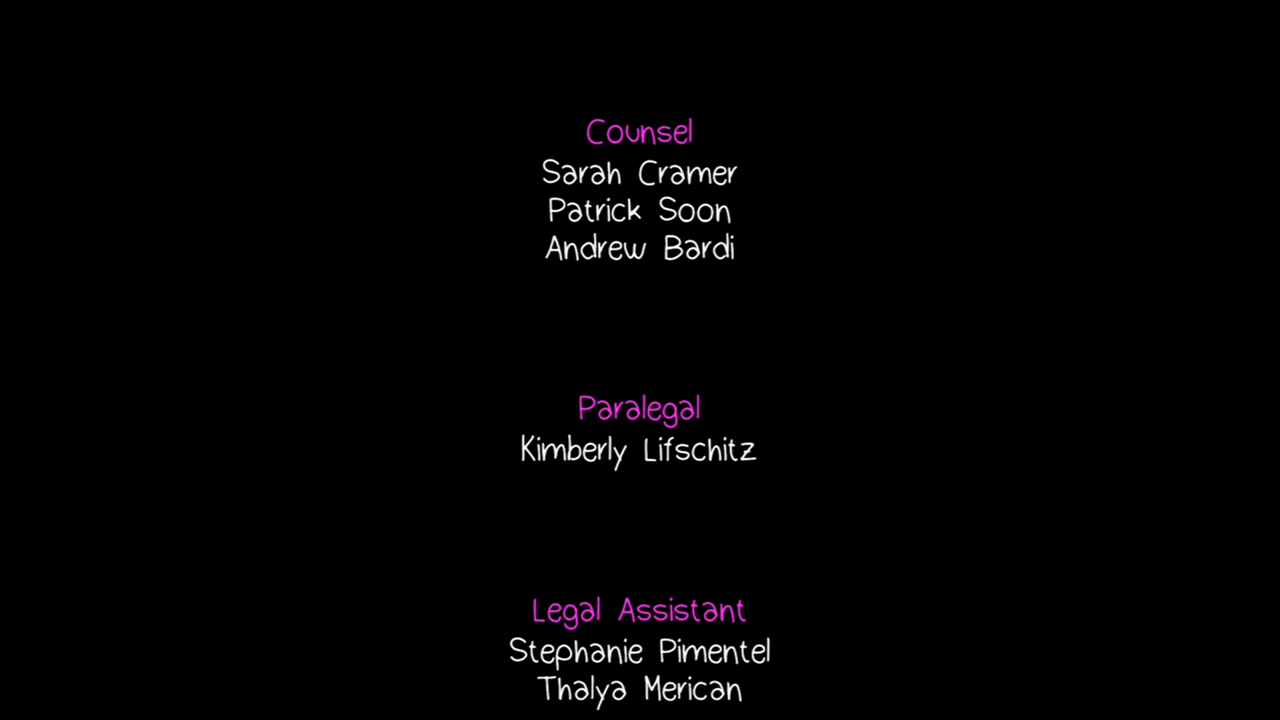 Counsel
Sarah Cramer
Patrick Soon
Andrew Bardi
Paralegal
Kimberly Lifschitz
Legal Assistant
Stephanie Pimentel
Thalya Merican